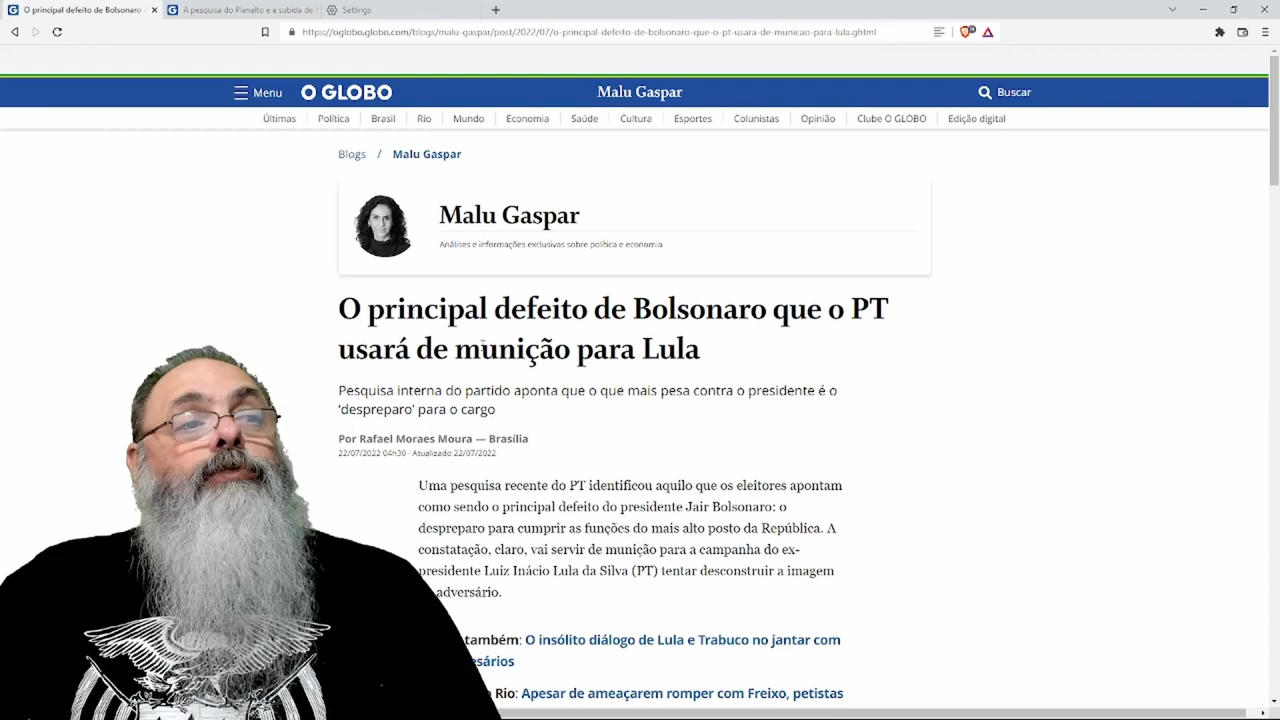 O principal defeito de Bolsonaro
A pesquisa do Planalto e a subida de
Settings
https://oglobo.globo.com/blogs/malu-gaspar/post/2022/07/o-principal-defeito-de-bolsonaro-que-o-pt-usara-de-municao-para-lula.ghtml
Menu
O GLOBO
Malu Gaspar
Buscar
Últimas
Política
Brasil
Rio
Mundo
Economia
Saúde
Cultura
Esportes
Colunistas
Opinião
Clube O GLOBO
Edição digital
Blogs / Malu Gaspar
Malu Gaspar
Análises e informações exclusivas sobre política e economia
O principal defeito de Bolsonaro que o PT
usará de munição para Lula
Pesquisa interna do partido aponta que o que mais pesa contra o presidente é o
‘despreparo’ para o cargo
Por Rafael Moraes Moura — Brasília
22/07/2022 04h30 · Atualizado 22/07/2022
Uma pesquisa recente do PT identificou aquilo que os eleitores apontam
como sendo o principal defeito do presidente Jair Bolsonaro: o
despreparo para cumprir as funções do mais alto posto da República. A
constatação, claro, vai servir de munição para a campanha do ex-
presidente Luiz Inácio Lula da Silva (PT) tentar desconstruir a imagem
adversário.
também: O insólito diálogo de Lula e Trabuco no jantar com
esários
Rio: Apesar de ameaçarem romper com Freixo, petistas